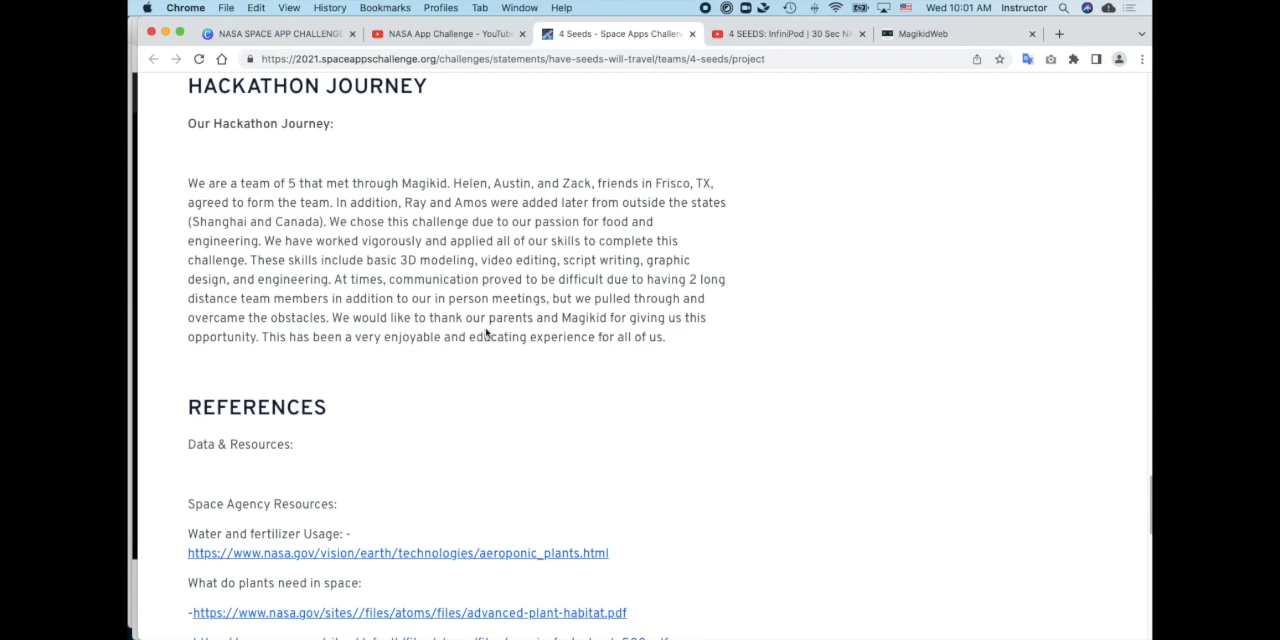 Chrome File Edit View History Bookmarks Profiles Tab Window Help Wed 10:01 AM Instructor
NASA SPACE APP CHALLENGE NASA App Challenge - YouTub 4 Seeds - Space Apps Challen 4 SEEDS: InfiniPod | 30 Sec N MagikidWeb
https://2021.spaceappschallenge.org/challenges/statements/have-seeds-will-travel/teams/4-seeds/project
HACKATHON JOURNEY
Our Hackathon Journey:
We are a team of 5 that met through Magikid. Helen, Austin, and Zack, friends in Frisco, TX,
agreed to form the team. In addition, Ray and Amos were added later from outside the states
(Shanghai and Canada). We chose this challenge due to our passion for food and
engineering. We have worked vigorously and applied all of our skills to complete this
challenge. These skills include basic 3D modeling, video editing, script writing, graphic
design, and engineering. At times, communication proved to be difficult due to having 2 long
distance team members in addition to our in person meetings, but we pulled through and
overcame the obstacles. We would like to thank our parents and Magikid for giving us this
opportunity. This has been a very enjoyable and educating experience for all of us.
REFERENCES
Data & Resources:
Space Agency Resources:
Water and fertilizer Usage: -
https://www.nasa.gov/vision/earth/technologies/aeroponic_plants.html
What do plants need in space:
-https://www.nasa.gov/sites//files/atoms/files/advanced-plant-habitat.pdf